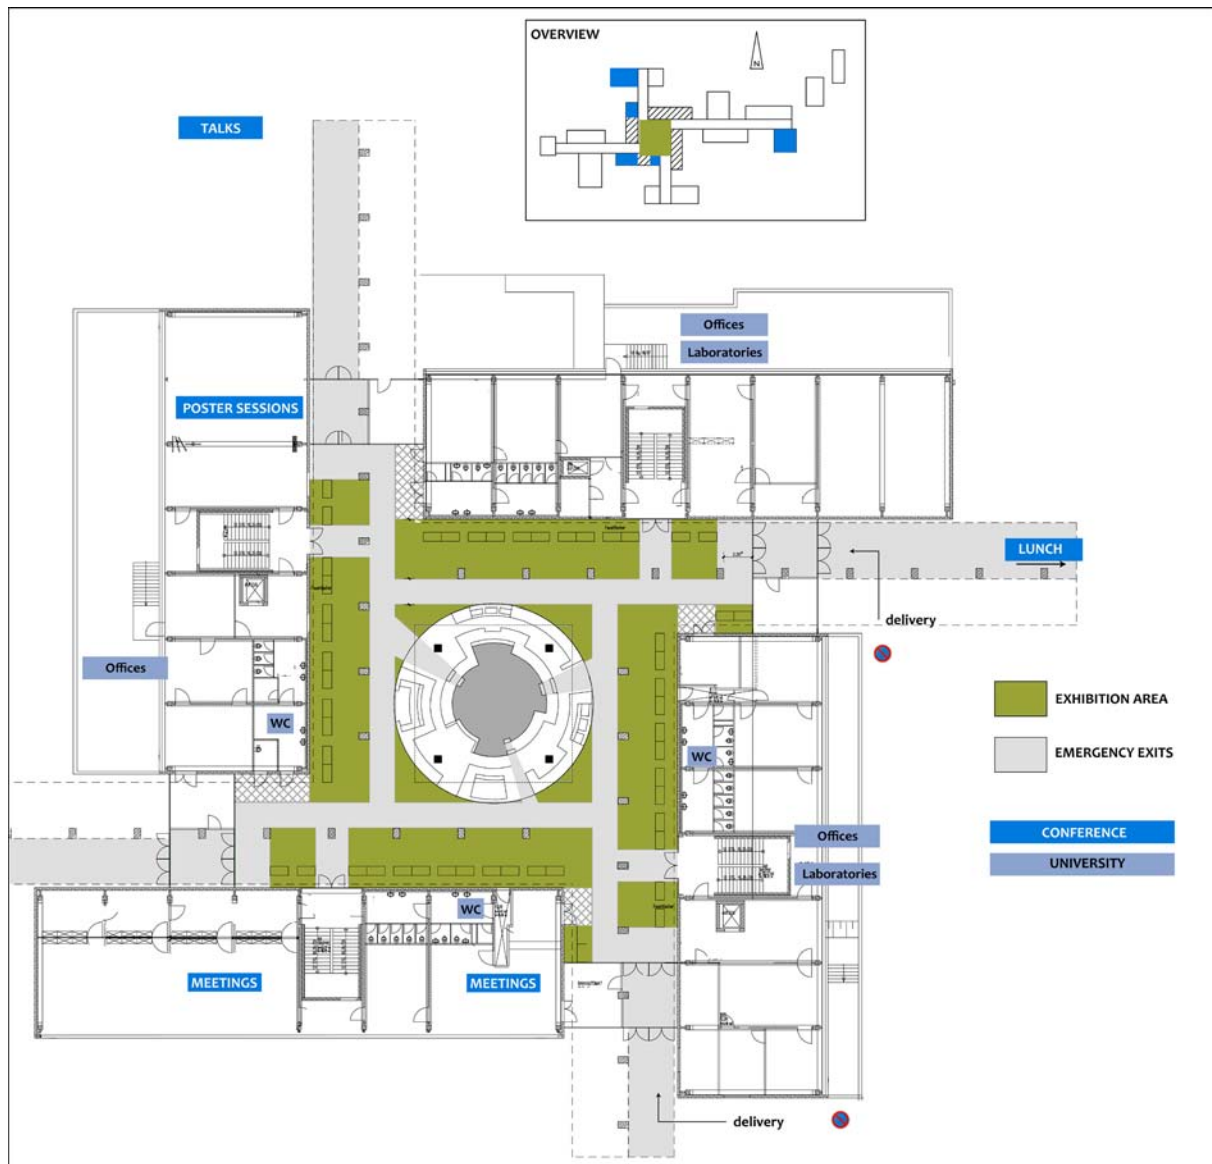 OVERVIEW
N
TALKS
Offices
Laboratories
POSTER SESSIONS
LUNCH
delivery
Offices
WC
WC
EXHIBITION AREA
EMERGENCY EXITS
Offices
Laboratories
CONFERENCE
UNIVERSITY
WC
MEETINGS
MEETINGS
delivery